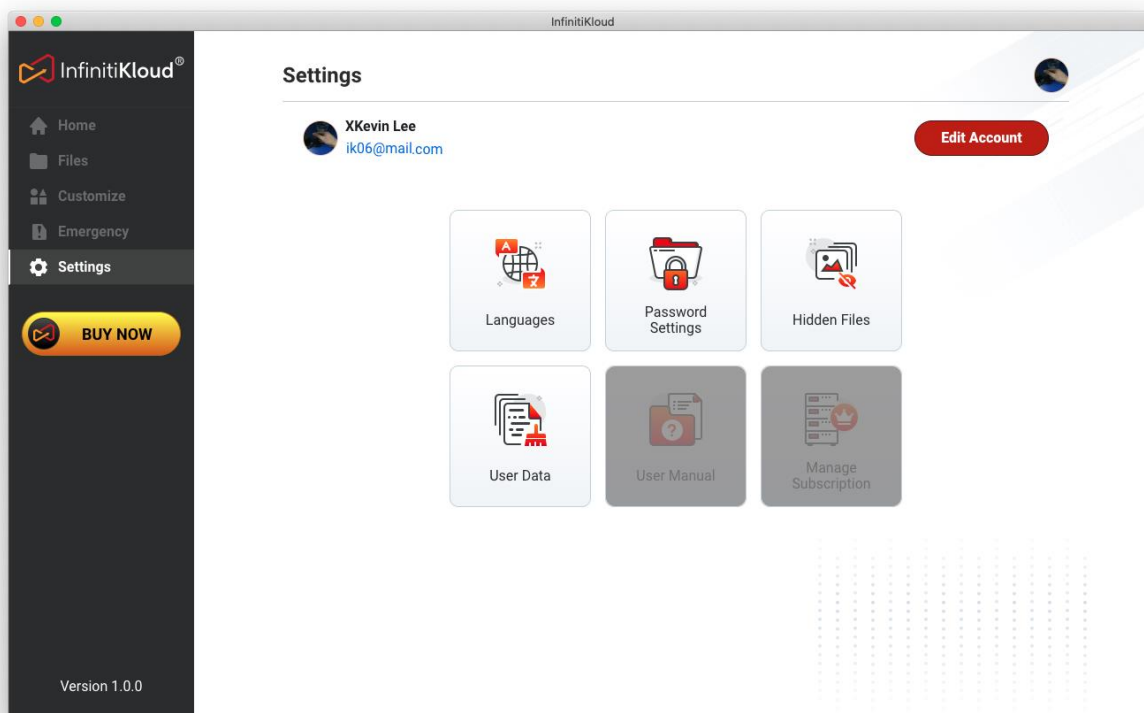 InfinitiKloud
InfinitiKloud®
Home
Files
Customize
Emergency
Settings
BUY NOW
Version 1.0.0
Settings
XKevin Lee
ik06@mail.com
Edit Account
A
文
Languages
Password
Settings
Hidden Files
User Data
?
User Manual
Manage
Subscription